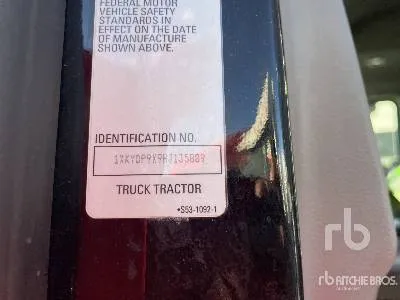 FEDERAL MOTOR
VEHICLE SAFETY
STANDARDS IN
EFFECT ON THE DATE
OF MANUFACTURE
SHOWN ABOVE.
IDENTIFICATION NO.
TRUCK TRACTOR
•S53-1092-1
rb
rb RITCHIE BROS.